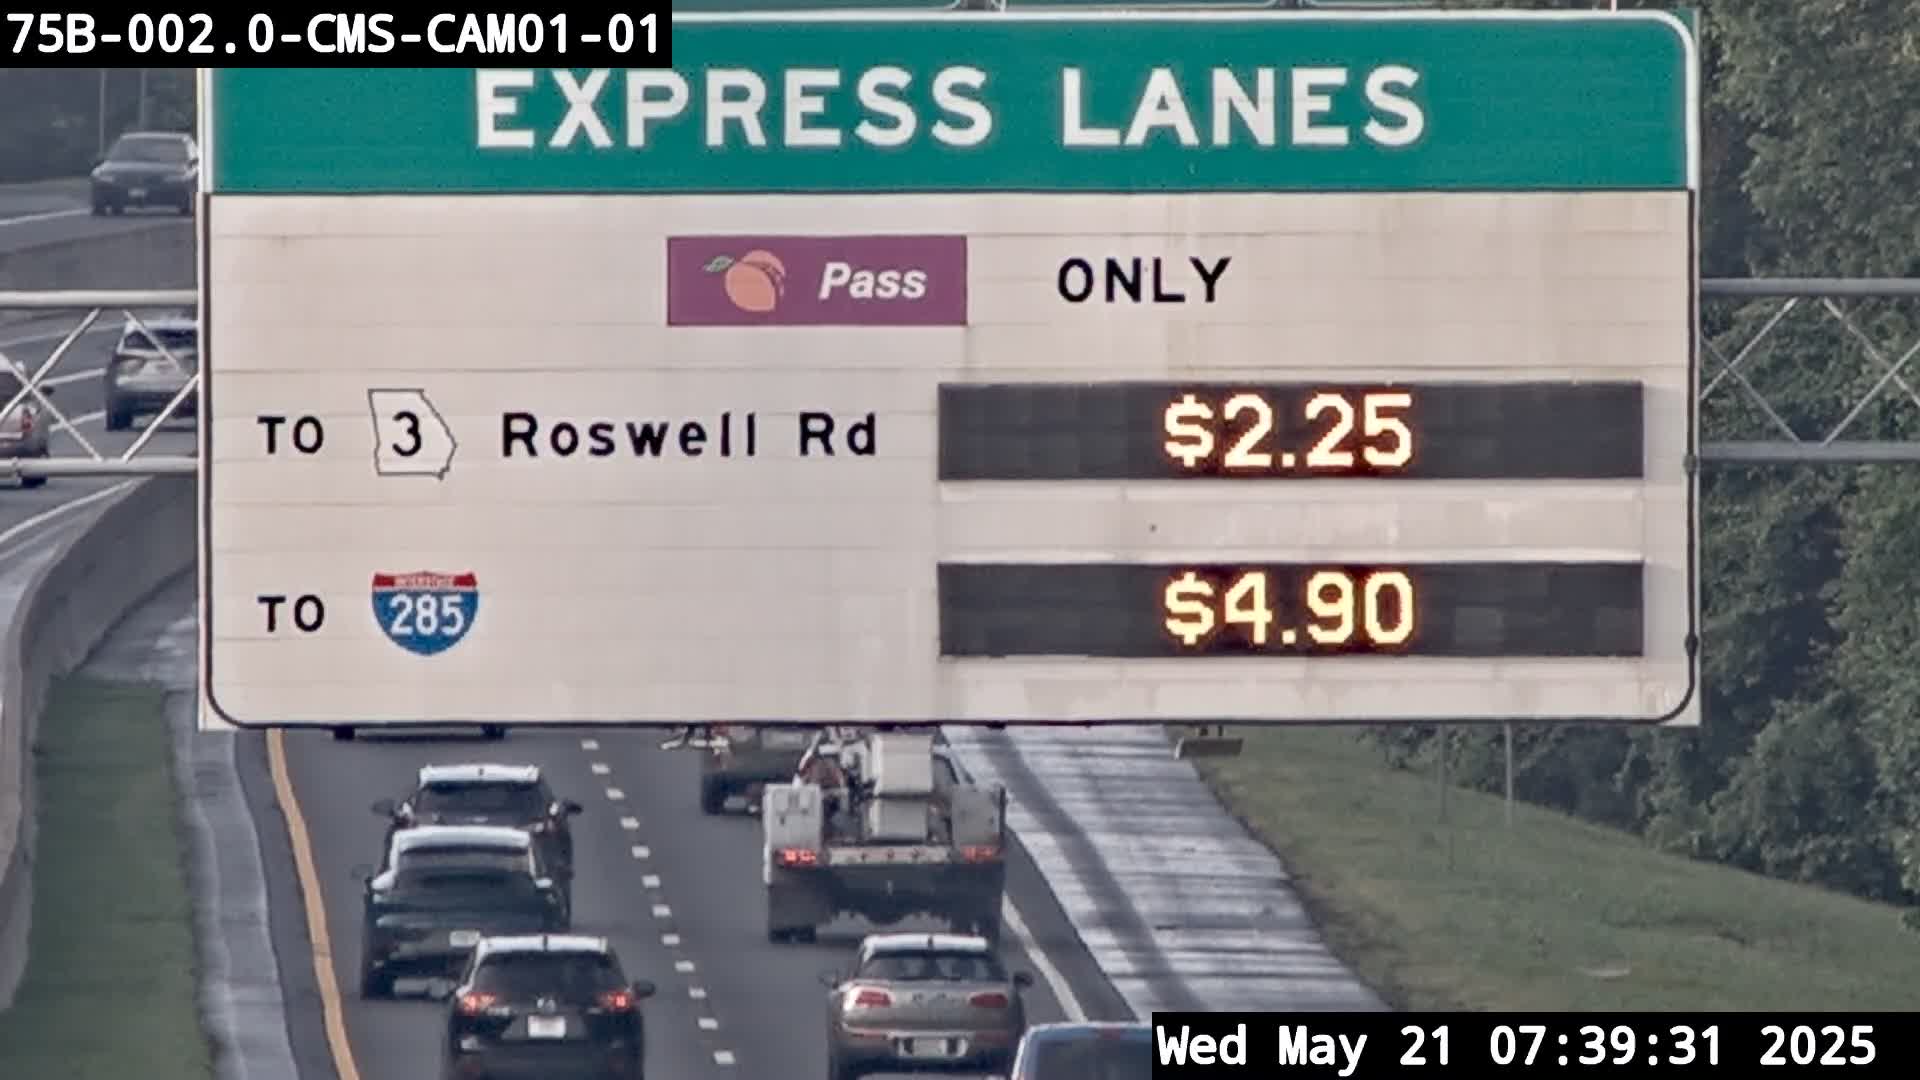 75B-002.0-CMS-CAM01-01
EXPRESS LANES
Pass ONLY
TO 3 Roswell Rd $2.25
INTERSTATE
TO 285 $4.90
Wed May 21 07:39:31 2025